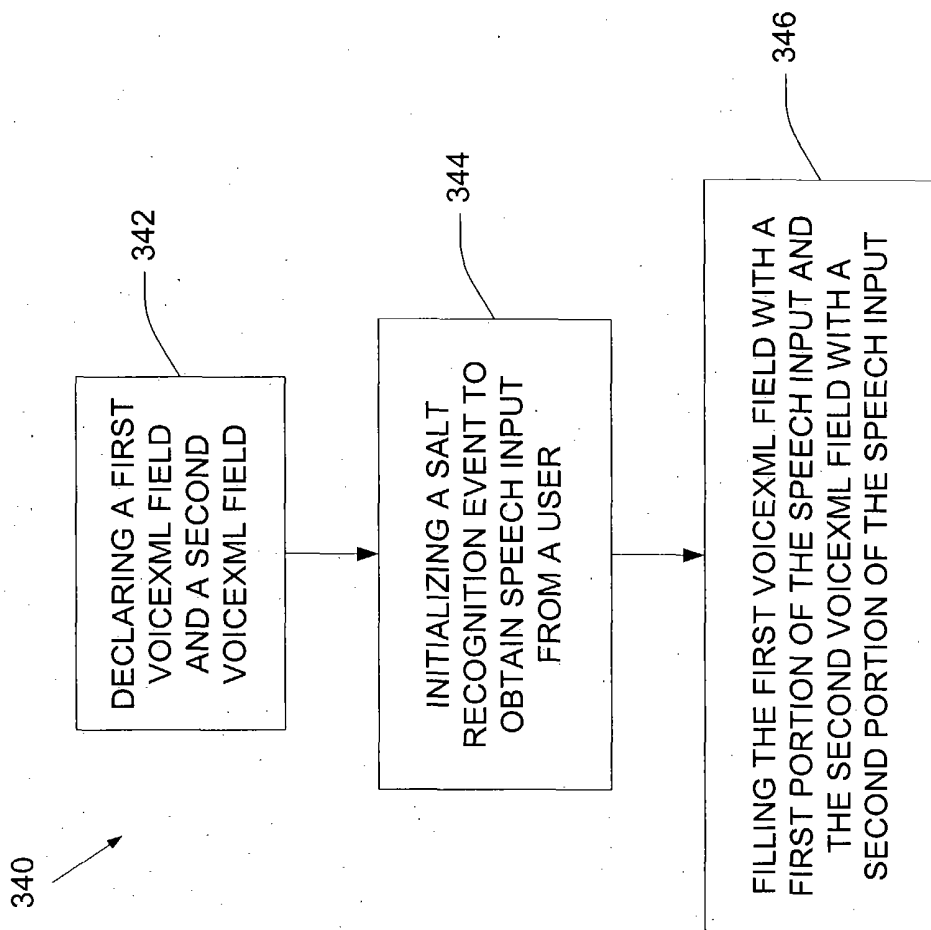 340
342
DECLARING A FIRST
VOICEXML FIELD
AND A SECOND
VOICEXML FIELD
344
INITIALIZING A SALT
RECOGNITION EVENT TO
OBTAIN SPEECH INPUT
FROM A USER
346
FILLING THE FIRST VOICEXML FIELD WITH A
FIRST PORTION OF THE SPEECH INPUT AND
THE SECOND VOICEXML FIELD WITH A
SECOND PORTION OF THE SPEECH INPUT